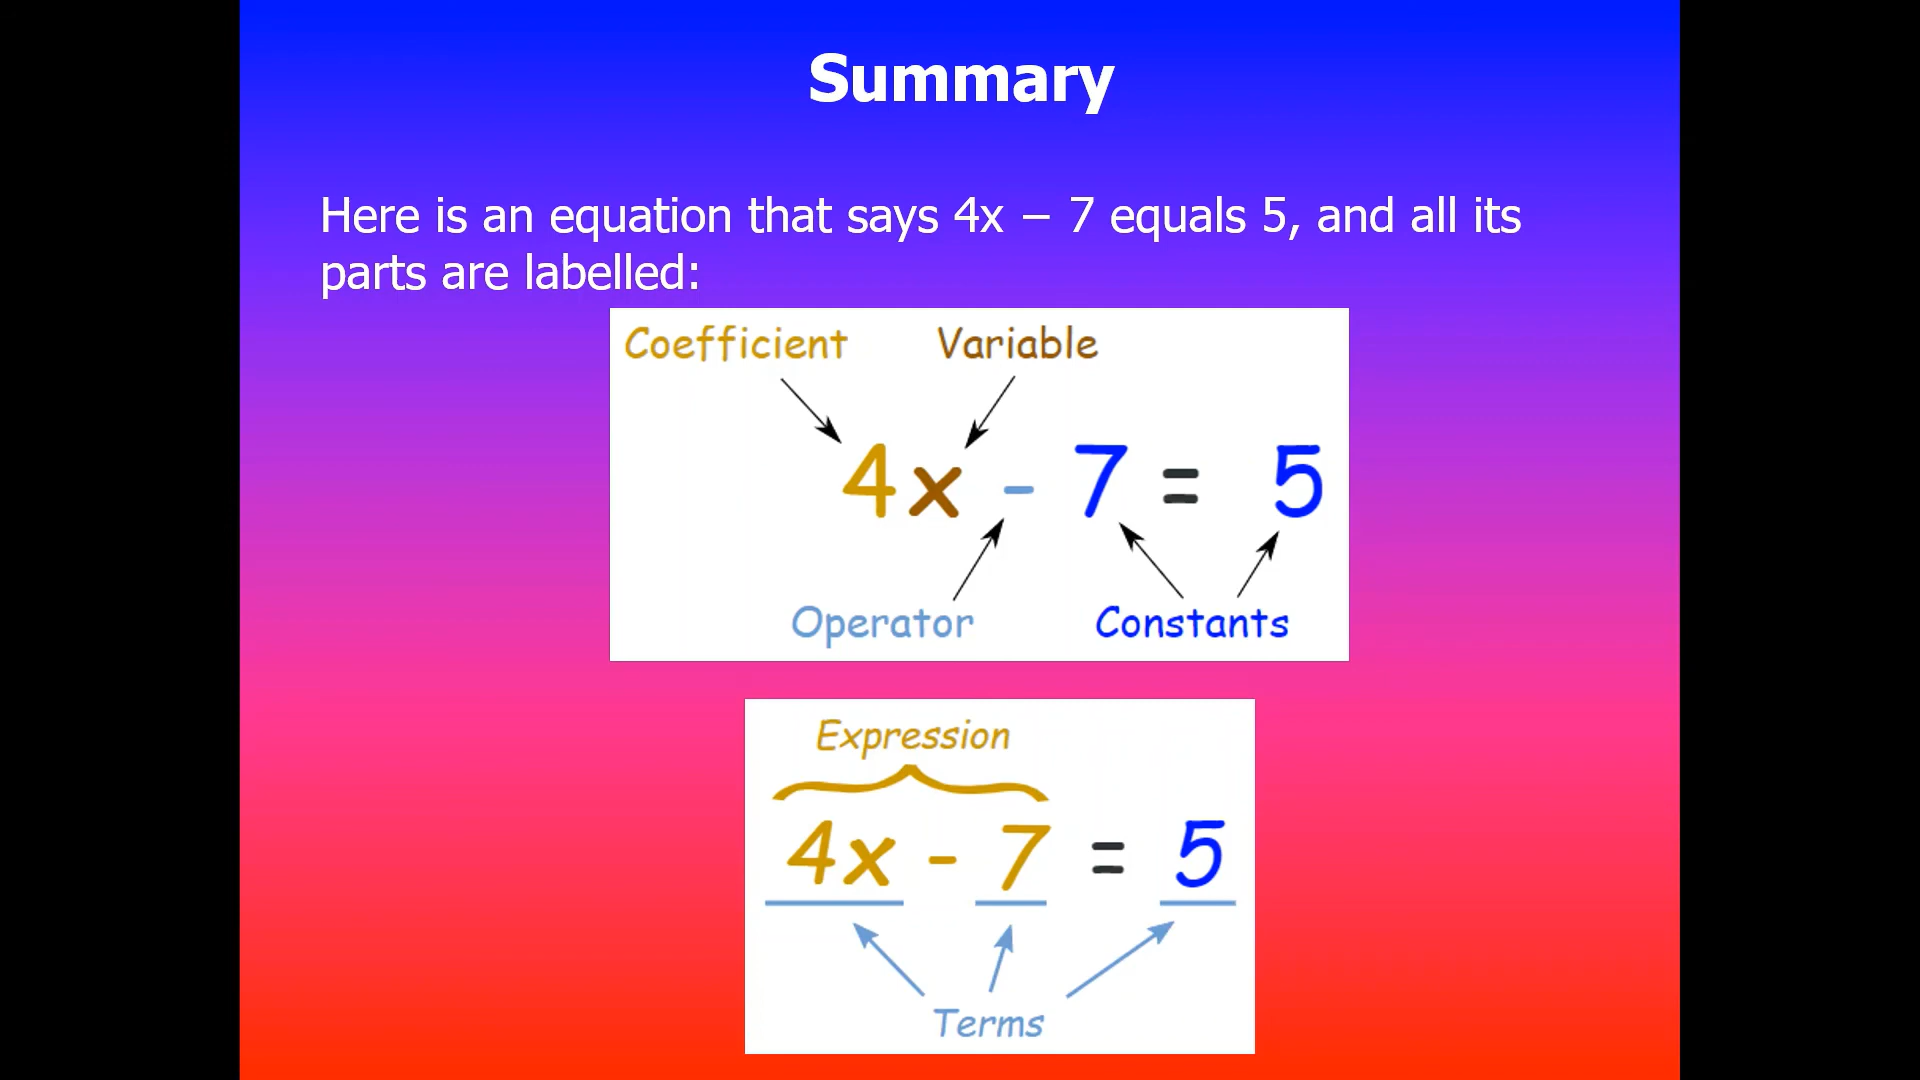 Summary
Here is an equation that says 4x − 7 equals 5, and all its
parts are labelled:
Coefficient Variable
4x - 7 = 5
Operator Constants
Expression
4x - 7 = 5
Terms